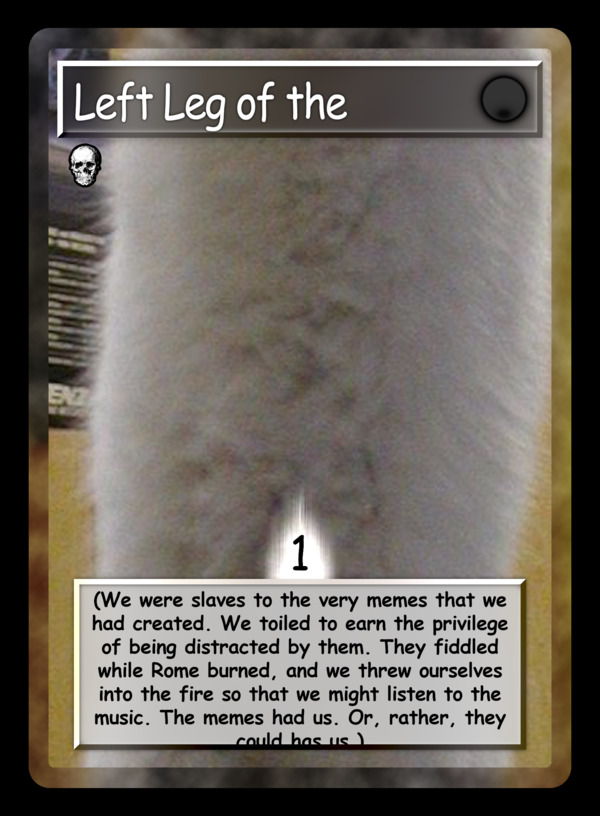 Left Leg of the
ENZ
1
(We were slaves to the very memes that we
had created. We toiled to earn the privilege
of being distracted by them. They fiddled
while Rome burned, and we threw ourselves
into the fire so that we might listen to the
music. The memes had us. Or, rather, they
could has us.)